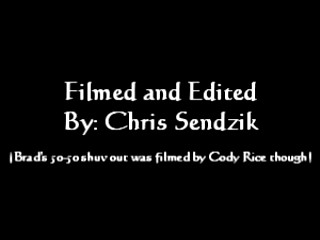 Filmed and Edited
By: Chris Sendzik
(Brad's 50-50 shuv out was filmed by Cody Rice though)